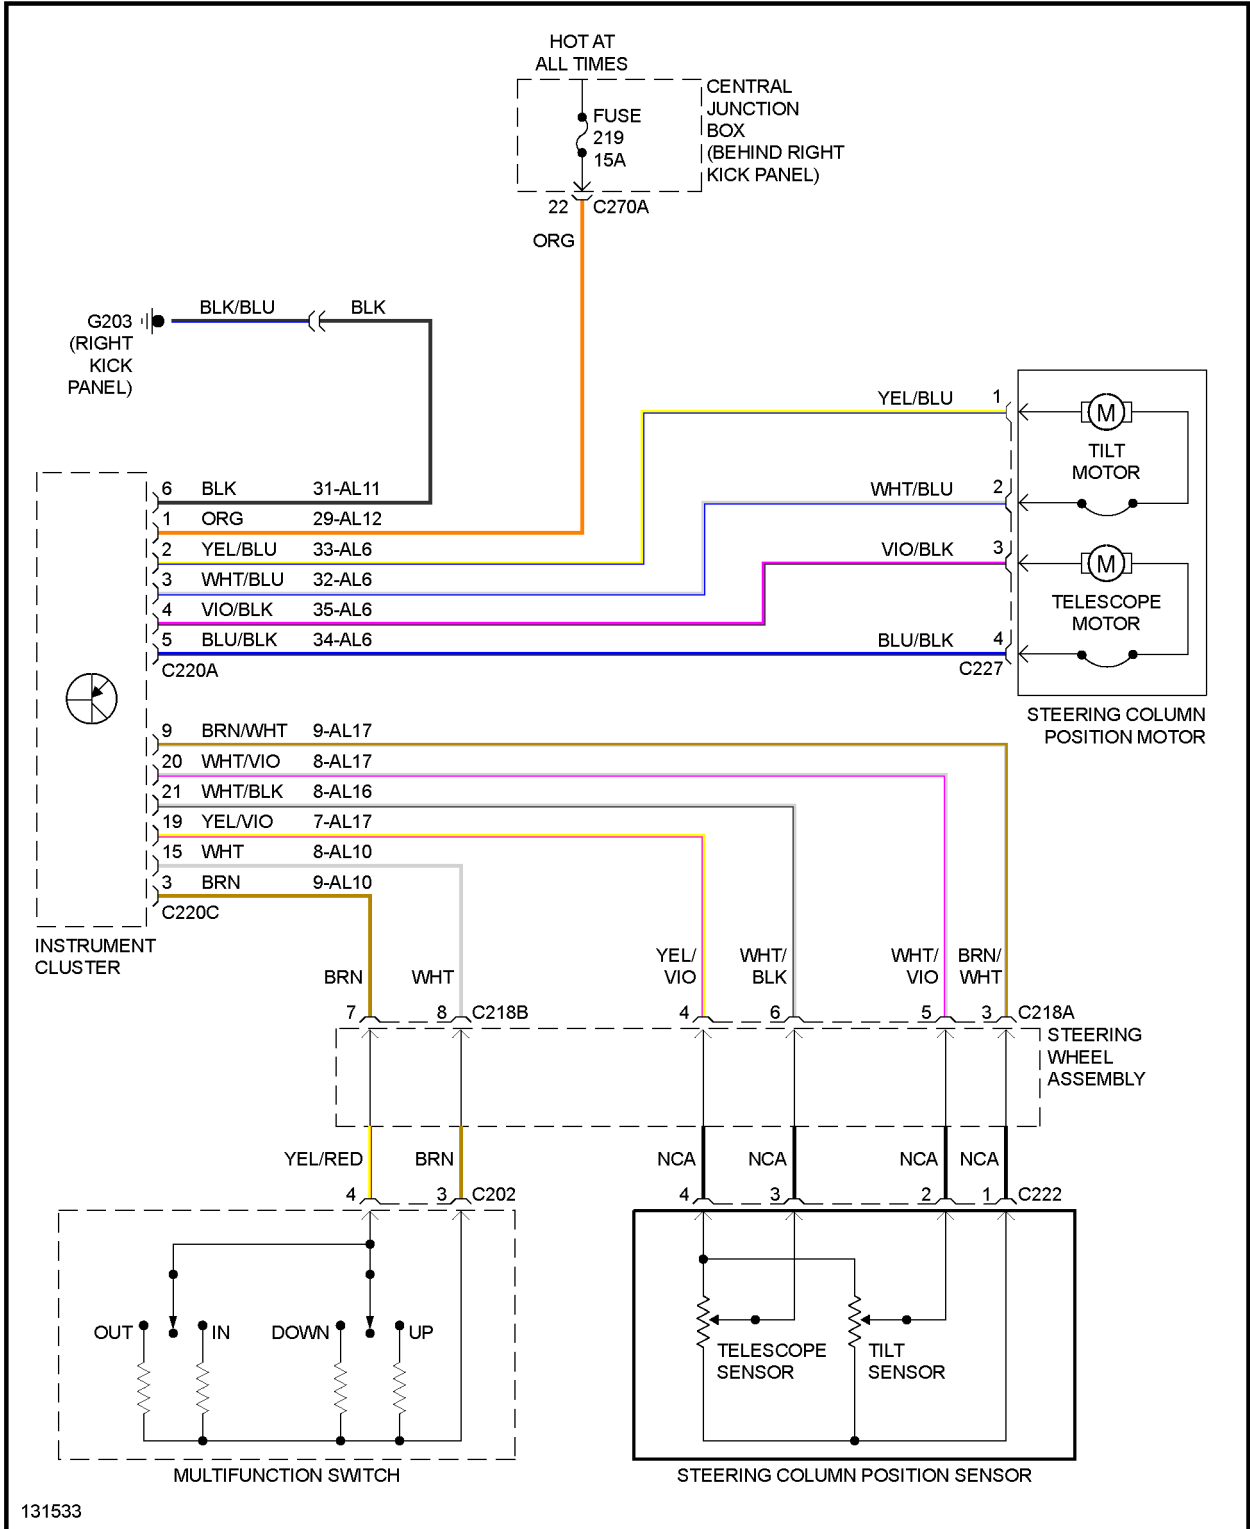 HOT AT
ALL TIMES
CENTRAL
JUNCTION
BOX
(BEHIND RIGHT
KICK PANEL)
FUSE
219
15A
22 C270A
ORG
BLK/BLU BLK
G203
(RIGHT
KICK
PANEL)
YEL/BLU 1
M
TILT
MOTOR
WHT/BLU 2
VIO/BLK 3
M
TELESCOPE
MOTOR
BLU/BLK 4
C227
STEERING COLUMN
POSITION MOTOR
6 BLK 31-AL11
1 ORG 29-AL12
2 YEL/BLU 33-AL6
3 WHT/BLU 32-AL6
4 VIO/BLK 35-AL6
5 BLU/BLK 34-AL6
C220A
9 BRN/WHT 9-AL17
20 WHT/VIO 8-AL17
21 WHT/BLK 8-AL16
19 YEL/VIO 7-AL17
15 WHT 8-AL10
3 BRN 9-AL10
C220C
INSTRUMENT
CLUSTER
BRN WHT
YEL/
VIO
WHT/
BLK
WHT/
VIO
BRN/
WHT
7 8 C218B
4 6 5 3 C218A
STEERING
WHEEL
ASSEMBLY
YEL/RED BRN
NCA NCA NCA NCA
4 3 C202
4 3 2 1 C222
OUT IN DOWN UP
TELESCOPE
SENSOR
TILT
SENSOR
MULTIFUNCTION SWITCH
STEERING COLUMN POSITION SENSOR
131533